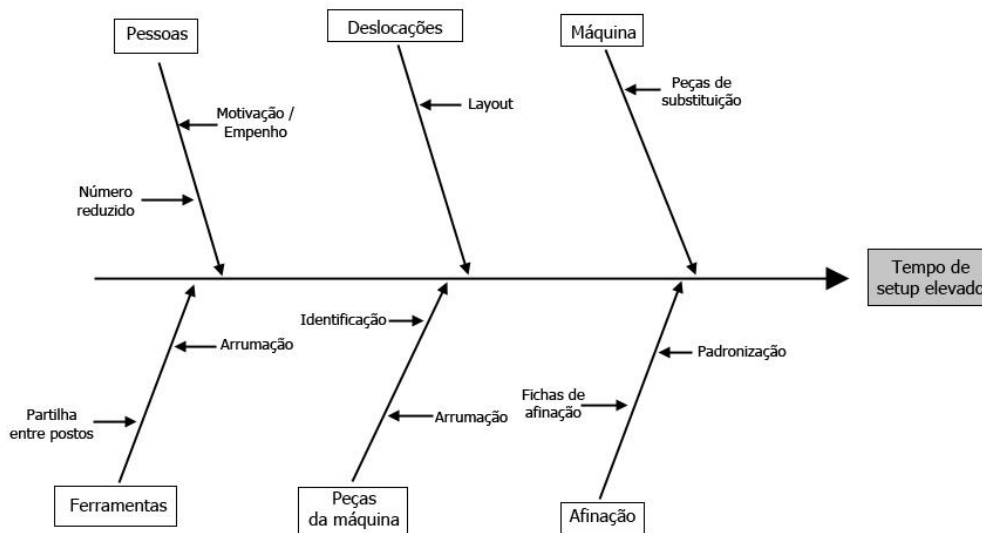 Pessoas
Deslocações
Máquina
Motivação /
Empenho
Layout
Peças de
substituição
Número
reduzido
Tempo de
setup elevado
Identificação
Arrumação
Padronização
Partilha
entre postos
Arrumação
Fichas de
afinação
Ferramentas
Peças
da máquina
Afinação